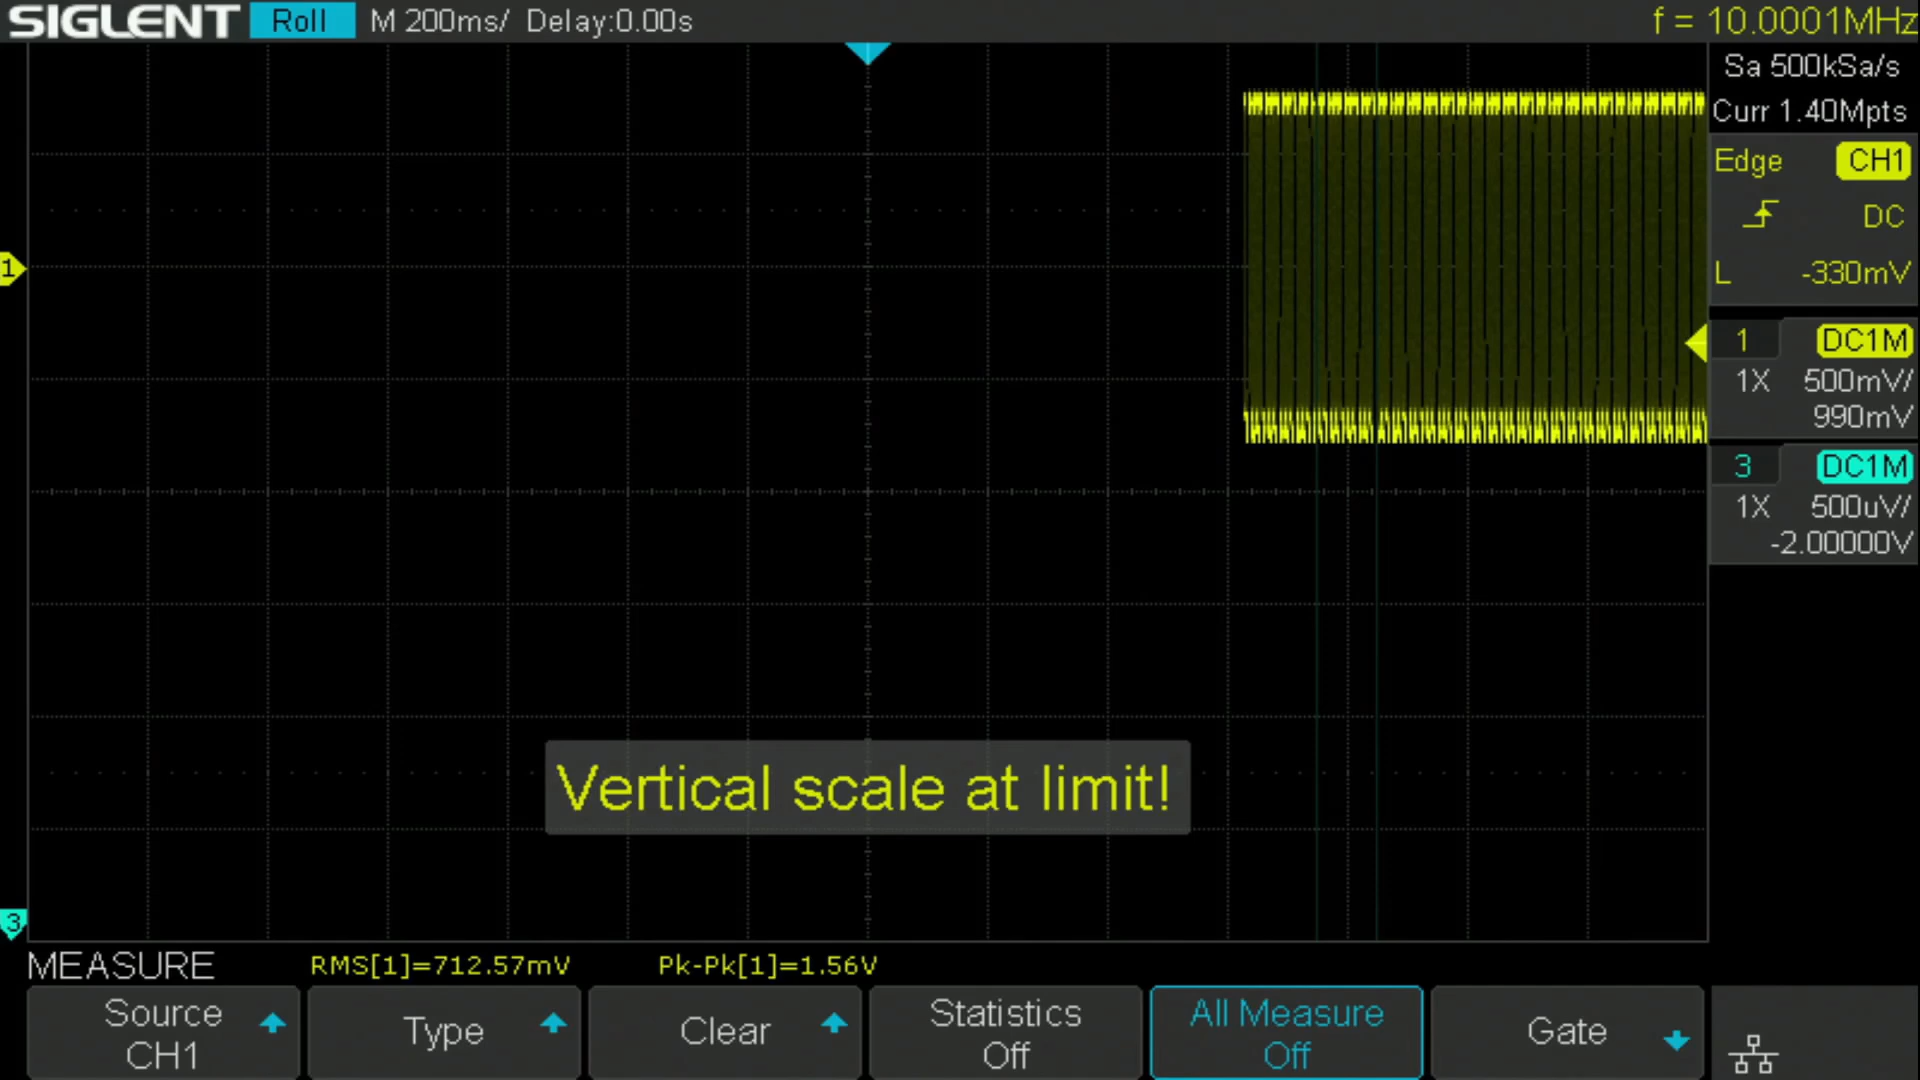 SIGLENT Roll M 200ms/ Delay:0.00s f = 10.0001MHz
Sa 500kSa/s
Curr 1.40Mpts
Edge CH1
DC
L -330mV
1
1 DC1M
1X 500mV/
990mV
3 DC1M
1X 500uV/
-2.00000V
Vertical scale at limit!
3
MEASURE RMS[1]=712.57mV Pk-Pk[1]=1.56V
Source
CH1
Type
Clear
Statistics
Off
All Measure
Off
Gate